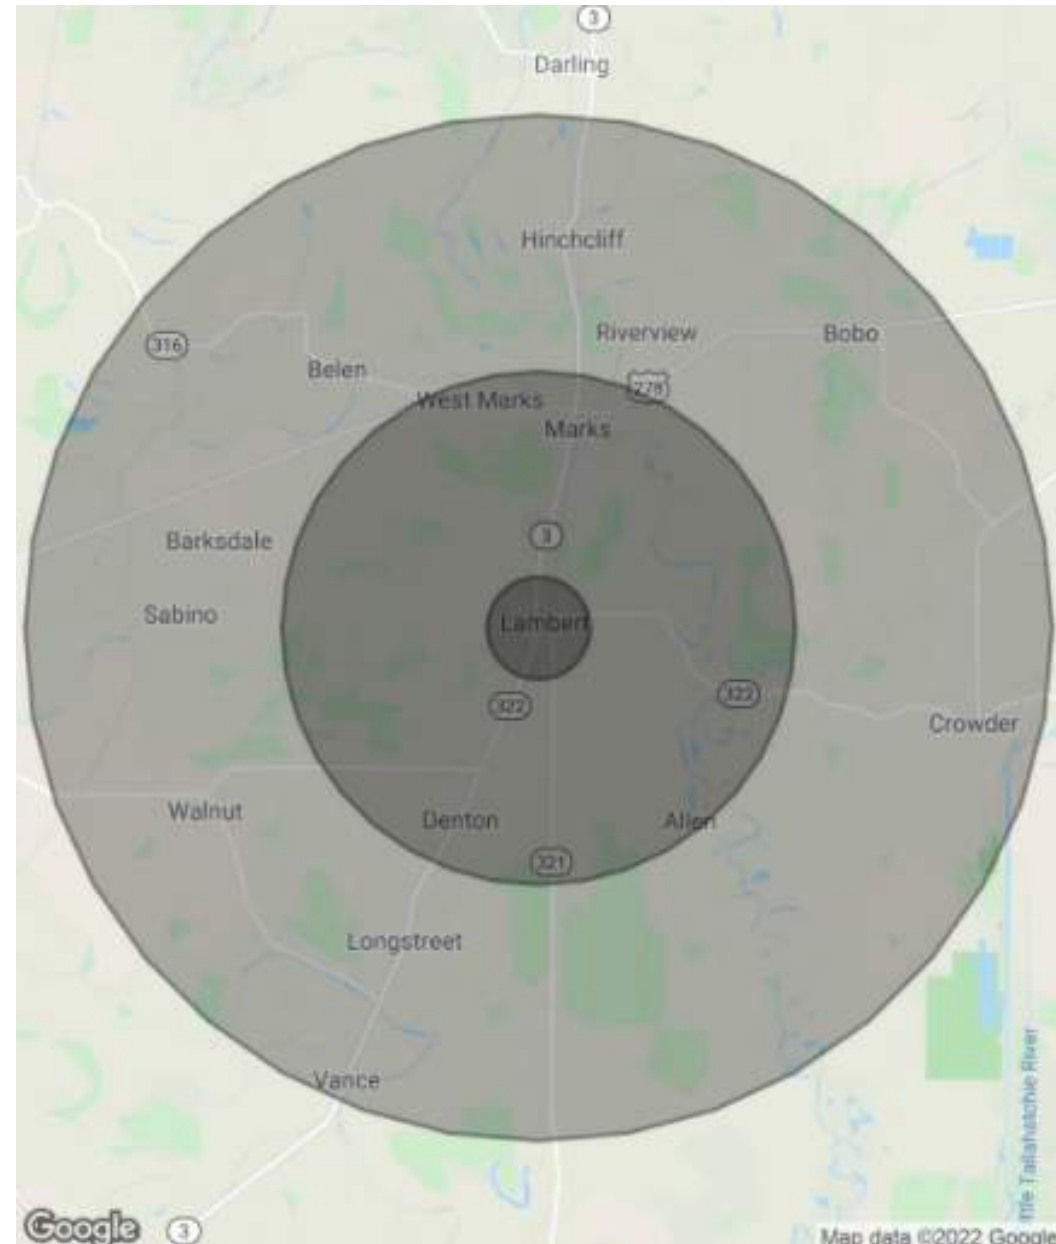 3
Darling
Hinchcliff
Riverview
Bobo
316
Belen
278
West Marks
Marks
3
Barksdale
Sabino
Lambert
322
322
Crowder
Walnut
Denton
Allen
321
Longstreet
Vance
ttle Tallahatchie River
Google
3
Map data ©2022 Google